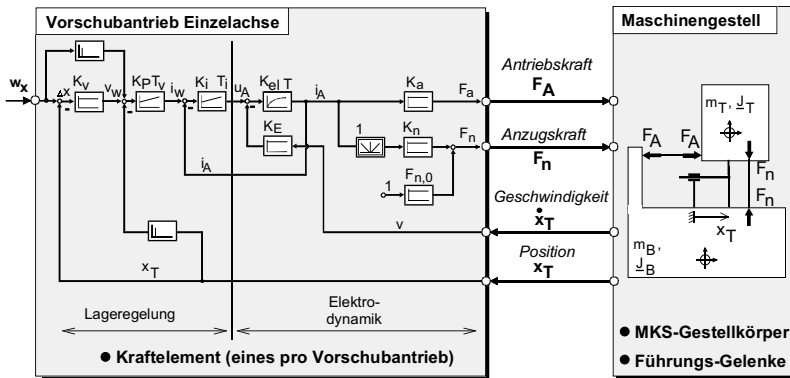 Vorschubantrieb Einzelachse
Maschinengestell
w_x
Δx
K_v
v_w
K_P T_v
i_w
K_i
T_i
u_A
K_el T
i_A
K_a
F_a
1
K_n
F_n
K_E
i_A
1
F_n,0
v
x_T
Lageregelung
Elektro-
dynamik
● Kraftelement (eines pro Vorschubantrieb)
Antriebskraft
F_A
Anzugskraft
F_n
Geschwindigkeit
ẋ_T
Position
x_T
m_T, J_T
F_A
F_A
F_n
F_n
x_T
m_B,
J_B
● MKS-Gestellkörper
● Führungs-Gelenke